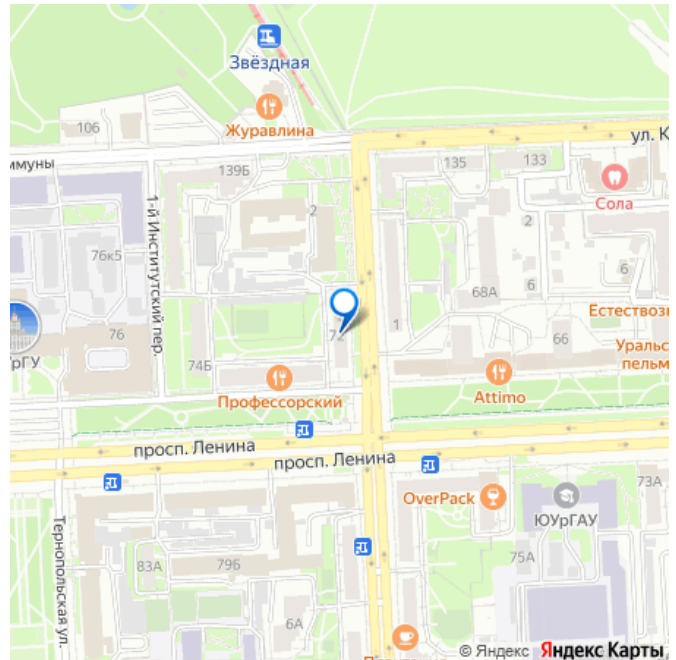 Звёздная
Журавлина
106
ул. К
ммуны
139Б
135
133
Сола
1-й Институтский пер.
2
2
76к5
68А
6
6
1
Естествоз
72
76
66
Уральс
пельм
рГУ
74Б
Профессорский
Attimo
просп. Ленина
просп. Ленина
OverPack
73А
ЮУрГАУ
Тернопольская ул.
83А
79Б
75А
6А
© Яндекс Яндекс Карты